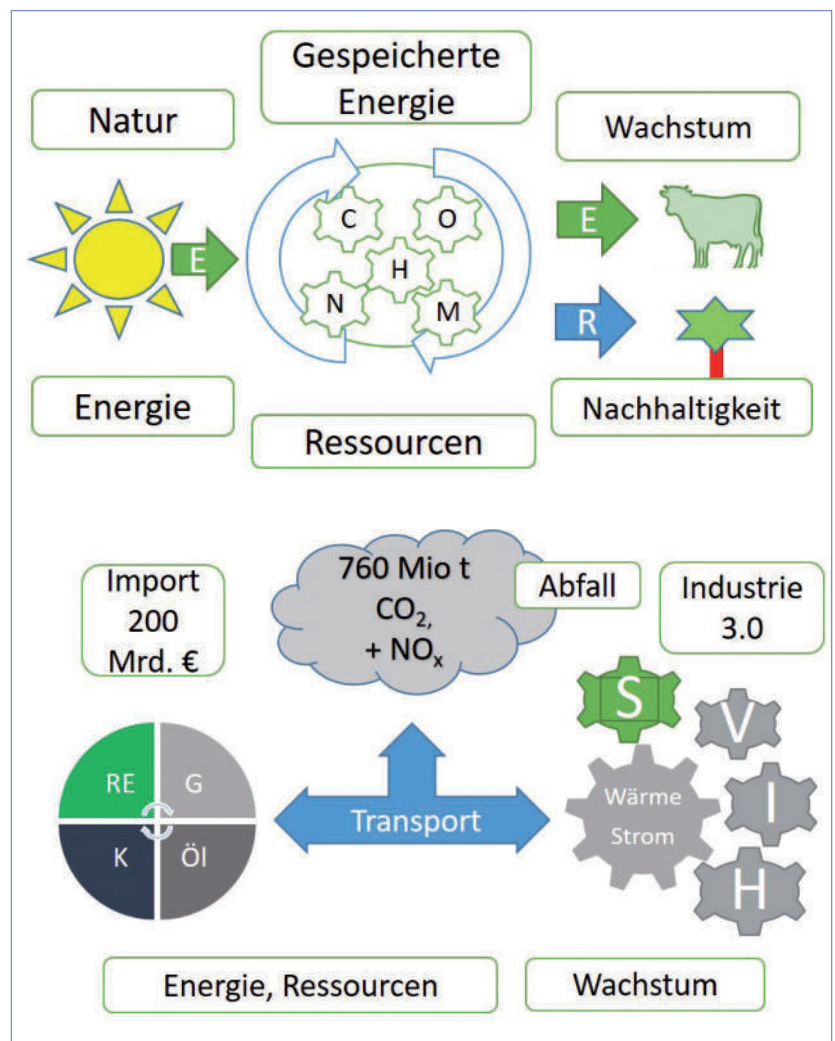 Natur
Gespeicherte
Energie
Wachstum
E
C
O
H
N
M
E
R
Energie
Ressourcen
Nachhaltigkeit
Import
200
Mrd. €
760 Mio t
CO₂,
+ NOₓ
Abfall
Industrie
3.0
RE
G
K
Öl
Transport
S
V
Wärme
Strom
I
H
Energie, Ressourcen
Wachstum